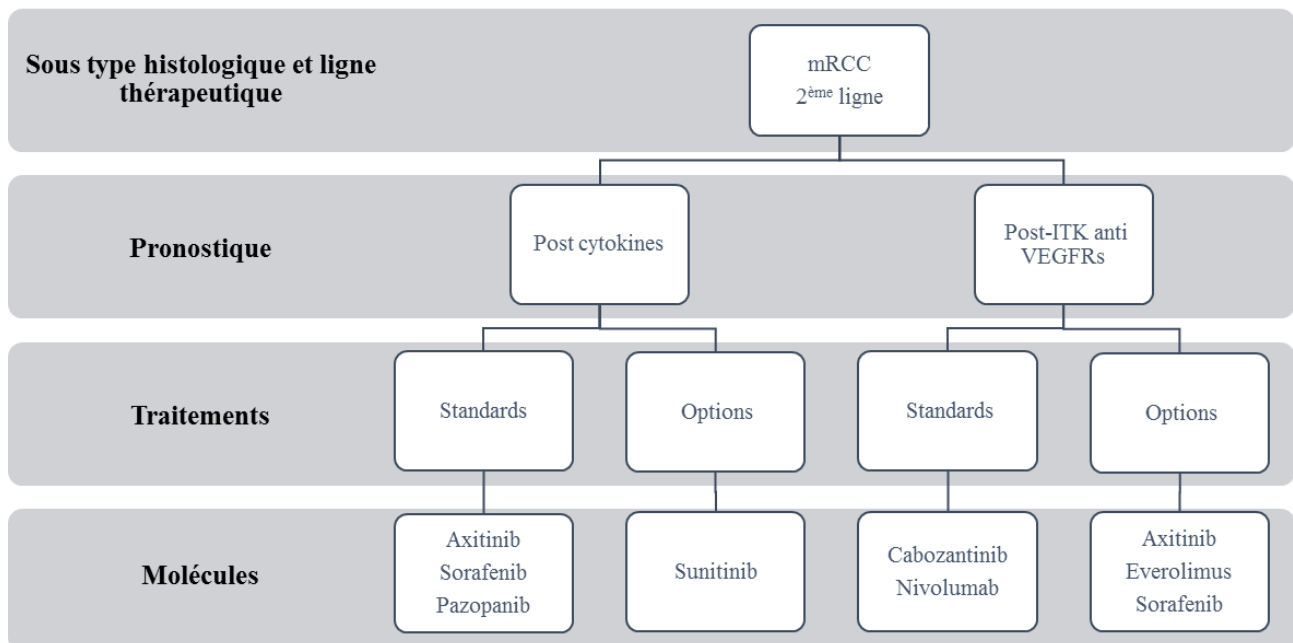 Sous type histologique et ligne
thérapeutique
mRCC
2ème ligne
Pronostique
Post cytokines
Post-ITK anti
VEGFRs
Traitements
Standards
Options
Standards
Options
Molécules
Axitinib
Sorafenib
Pazopanib
Sunitinib
Cabozantinib
Nivolumab
Axitinib
Everolimus
Sorafenib